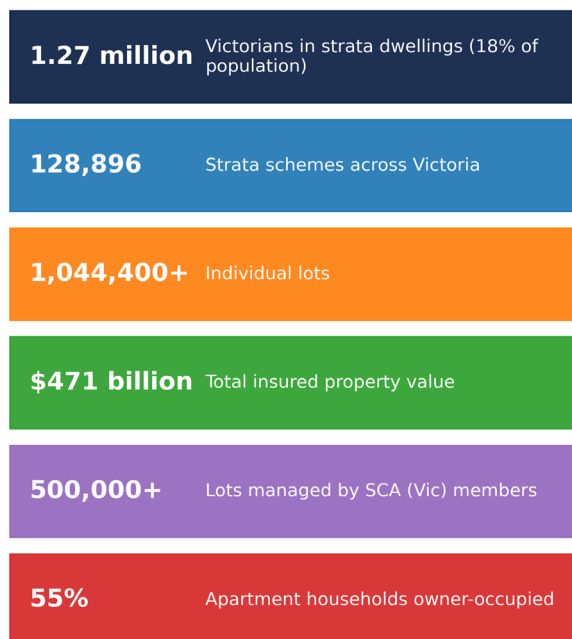 1.27 million
Victorians in strata dwellings (18% of
population)
128,896
Strata schemes across Victoria
1,044,400+
Individual lots
$471 billion
Total insured property value
500,000+
Lots managed by SCA (Vic) members
55%
Apartment households owner-occupied